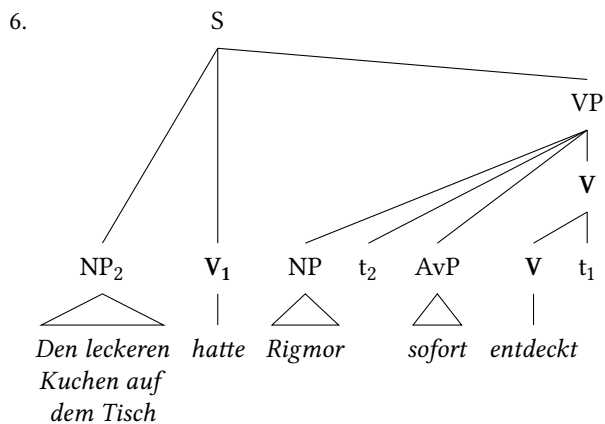 6.
S
VP
V
NP₂ V₁ NP t₂ AvP V t₁
Den leckeren hatte Rigmor sofort entdeckt
Kuchen auf
dem Tisch